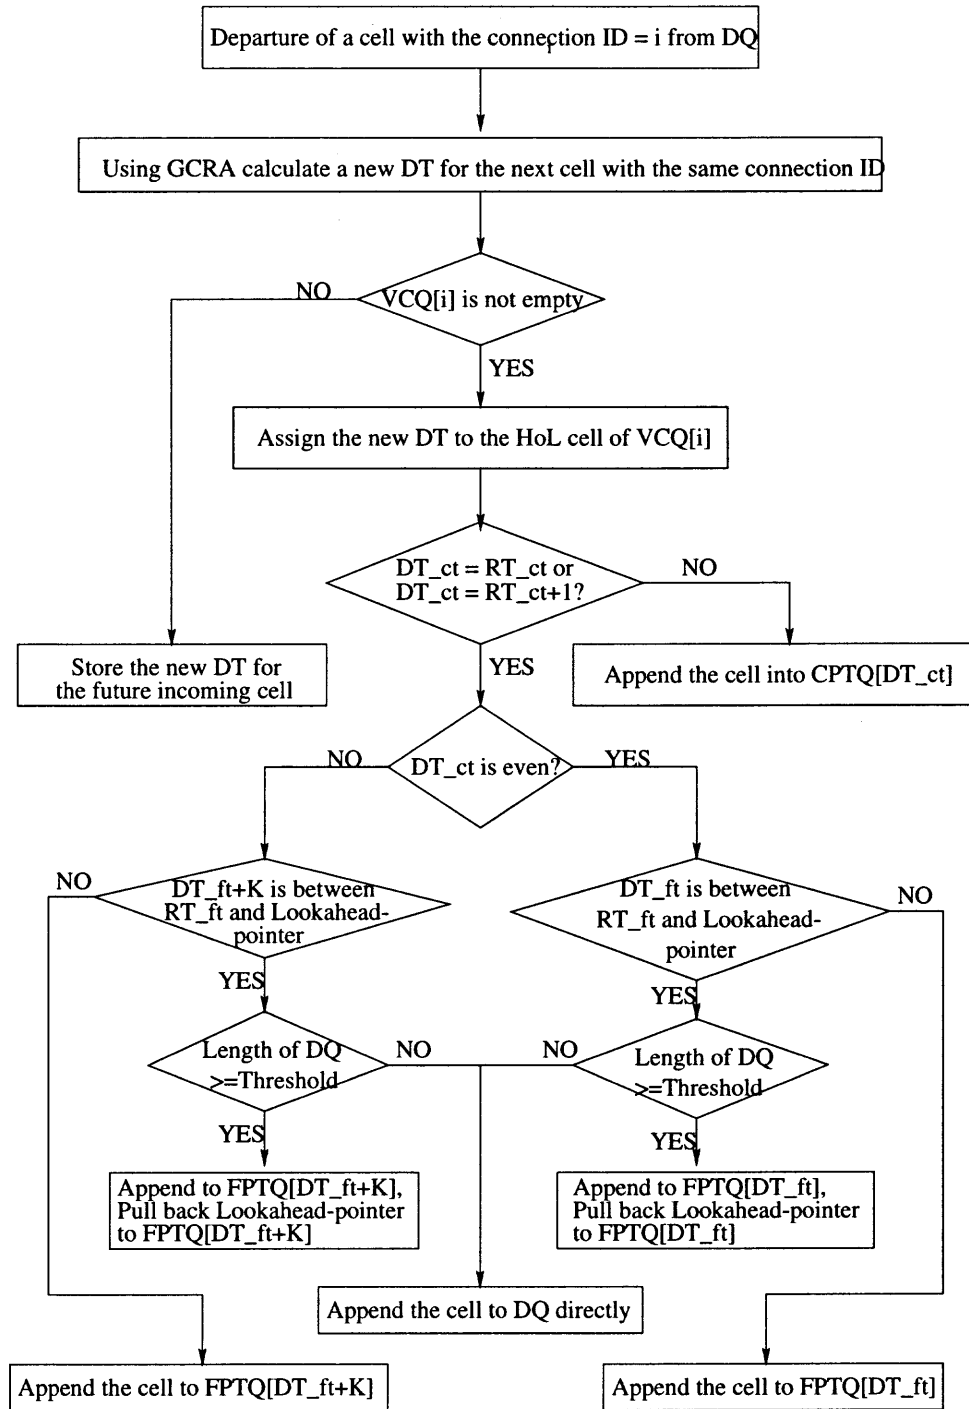 Departure of a cell with the connection ID = i from DQ
Using GCRA calculate a new DT for the next cell with the same connection ID
NO
VCQ[i] is not empty
YES
Assign the new DT to the HoL cell of VCQ[i]
DT_ct = RT_ct or
DT_ct = RT_ct+1?
NO
YES
Store the new DT for
the future incoming cell
Append the cell into CPTQ[DT_ct]
NO
DT_ct is even?
YES
NO
DT_ft+K is between
RT_ft and Lookahead-
pointer
DT_ft is between
RT_ft and Lookahead-
pointer
NO
YES
YES
Length of DQ
>=Threshold
NO
NO
Length of DQ
>=Threshold
YES
YES
Append to FPTQ[DT_ft+K],
Pull back Lookahead-pointer
to FPTQ[DT_ft+K]
Append to FPTQ[DT_ft],
Pull back Lookahead-pointer
to FPTQ[DT_ft]
Append the cell to DQ directly
Append the cell to FPTQ[DT_ft+K]
Append the cell to FPTQ[DT_ft]